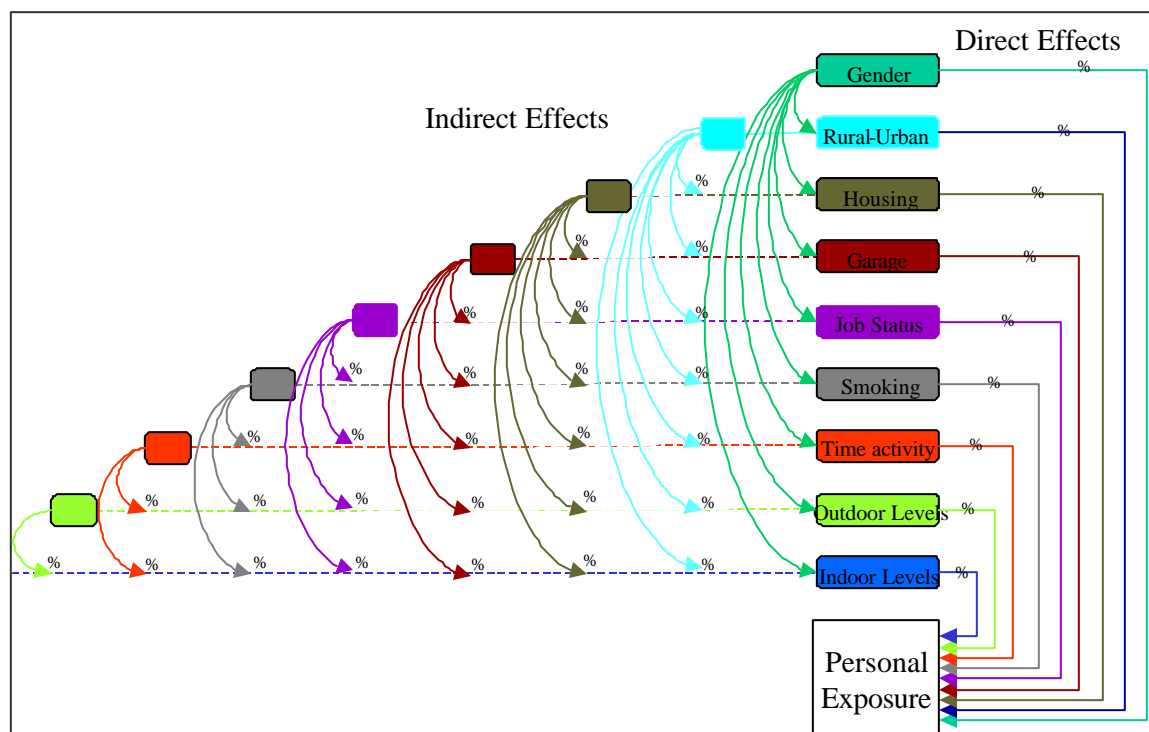 Direct Effects
Gender %
Indirect Effects
Rural-Urban %
% Housing %
% % Garage %
% % % Job Status %
% % % % Smoking %
% % % % % Time activity %
% % % % % % Outdoor Levels %
% % % % % % % Indoor Levels %
Personal
Exposure